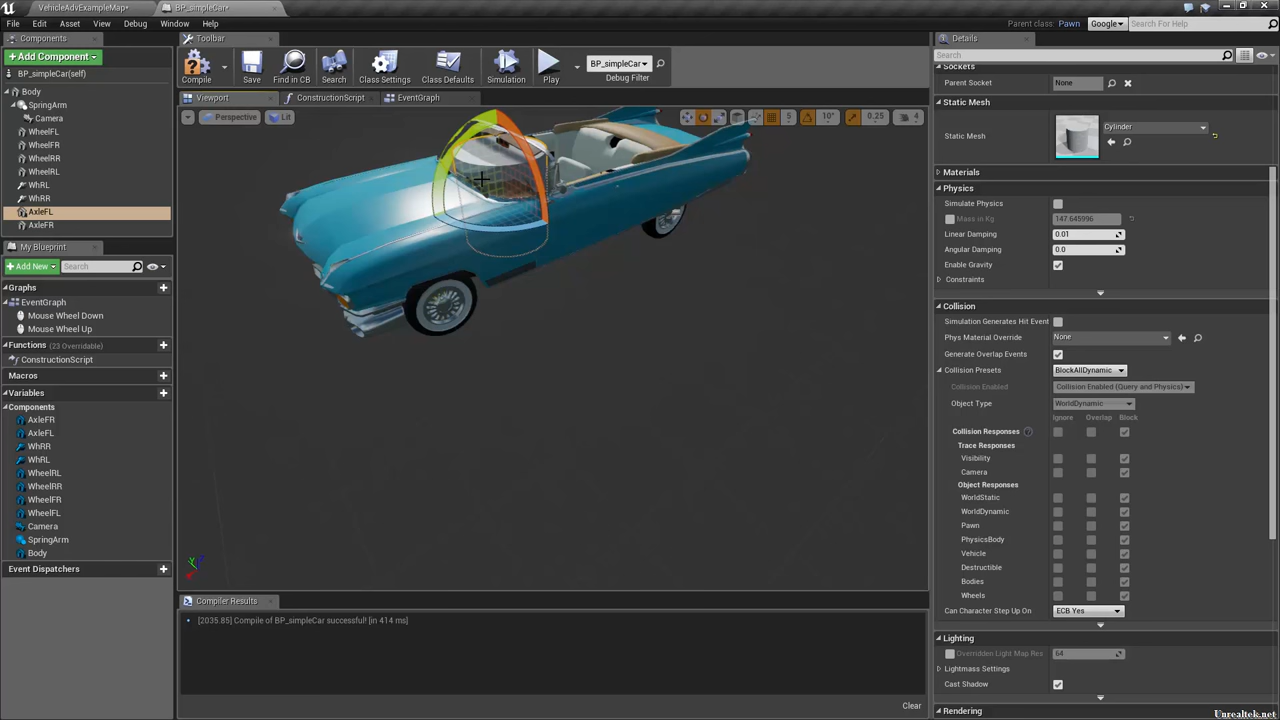 VehicleAdvExampleMap*
BP_simpleCar*
File Edit Asset View Debug Window Help
Parent class: Pawn
Google
Search For Help
Components
+ Add Component
BP_simpleCar(self)
Body
SpringArm
Camera
WheelFL
WheelFR
WheelRR
WheelRL
WhRL
WhRR
AxleFL
AxleFR
My Blueprint
+ Add New
Search
Graphs
EventGraph
Mouse Wheel Down
Mouse Wheel Up
Functions (23 Overridable)
ConstructionScript
Macros
Variables
Components
AxleFR
AxleFL
WhRR
WhRL
WheelRL
WheelRR
WheelFR
WheelFL
Camera
SpringArm
Body
Event Dispatchers
Toolbar
Compile Save Find in CB Search Class Settings Class Defaults Simulation Play
BP_simpleCar
Debug Filter
Viewport ConstructionScript EventGraph
Perspective Lit
5 10° 0.25 4
Compiler Results
[2035.85] Compile of BP_simpleCar successful! [in 414 ms]
Clear
Details
Search
Sockets
Parent Socket None
Static Mesh
Static Mesh Cylinder
Materials
Physics
Simulate Physics
Mass in Kg 147.645996
Linear Damping 0.01
Angular Damping 0.0
Enable Gravity
Constraints
Collision
Simulation Generates Hit Event
Phys Material Override None
Generate Overlap Events
Collision Presets BlockAllDynamic
Collision Enabled Collision Enabled (Query and Physics)
Object Type WorldDynamic
Ignore Overlap Block
Collision Responses
Trace Responses
Visibility
Camera
Object Responses
WorldStatic
WorldDynamic
Pawn
PhysicsBody
Vehicle
Destructible
Bodies
Wheels
Can Character Step Up On ECB Yes
Lighting
Overridden Light Map Res 64
Lightmass Settings
Cast Shadow
Rendering
Unrealtek.net